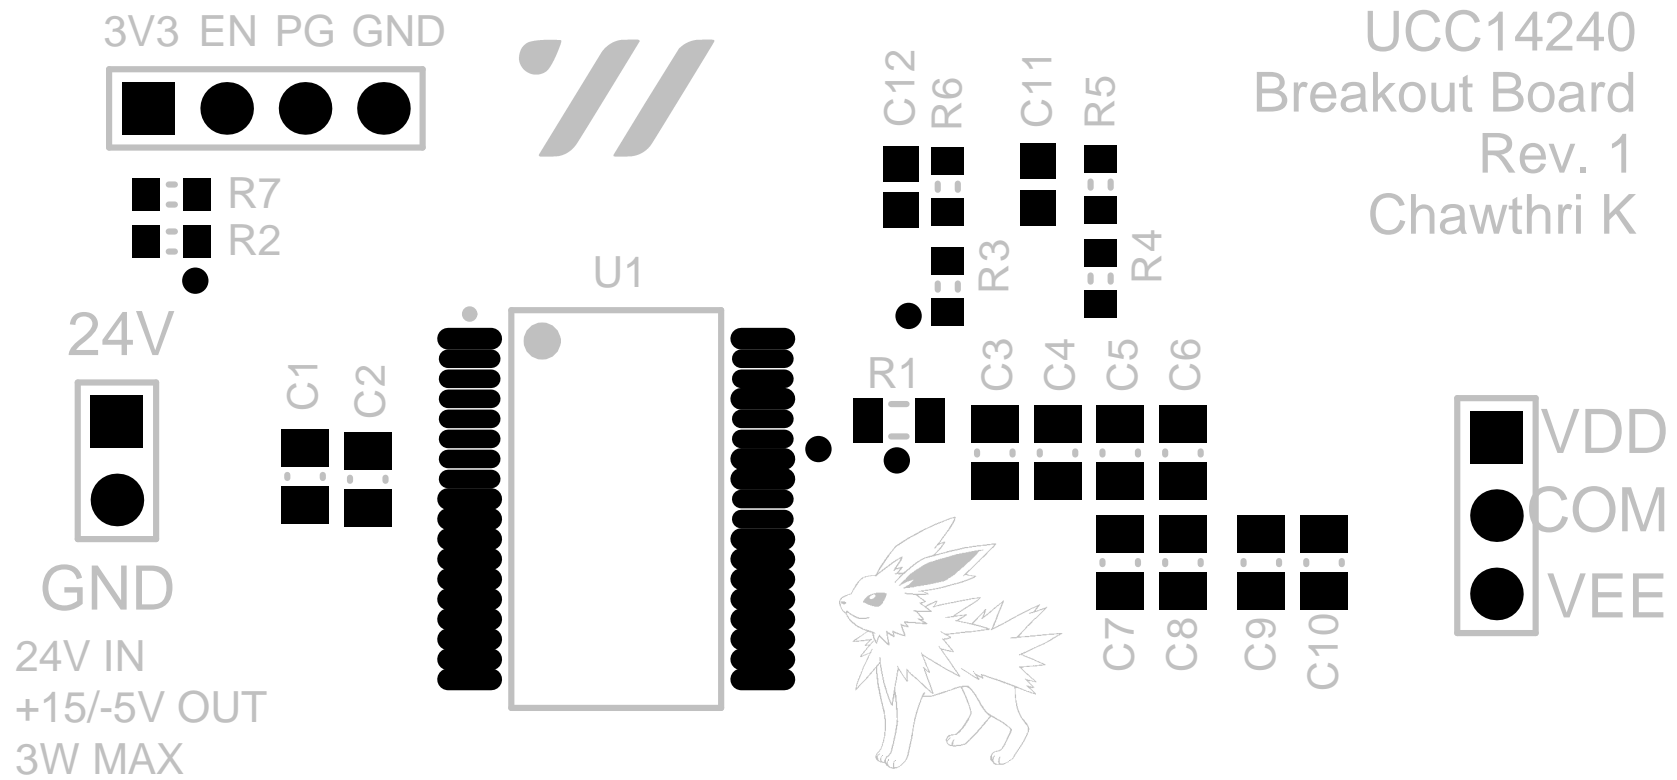 3V3 EN PG GND
UCC14240
Breakout Board
Rev. 1
Chawthri K
C12
R6
C11
R5
R7
R2
R3
R4
U1
24V
C1
C2
R1
C3
C4
C5
C6
VDD
COM
VEE
GND
C7
C8
C9
C10
24V IN
+15/-5V OUT
3W MAX